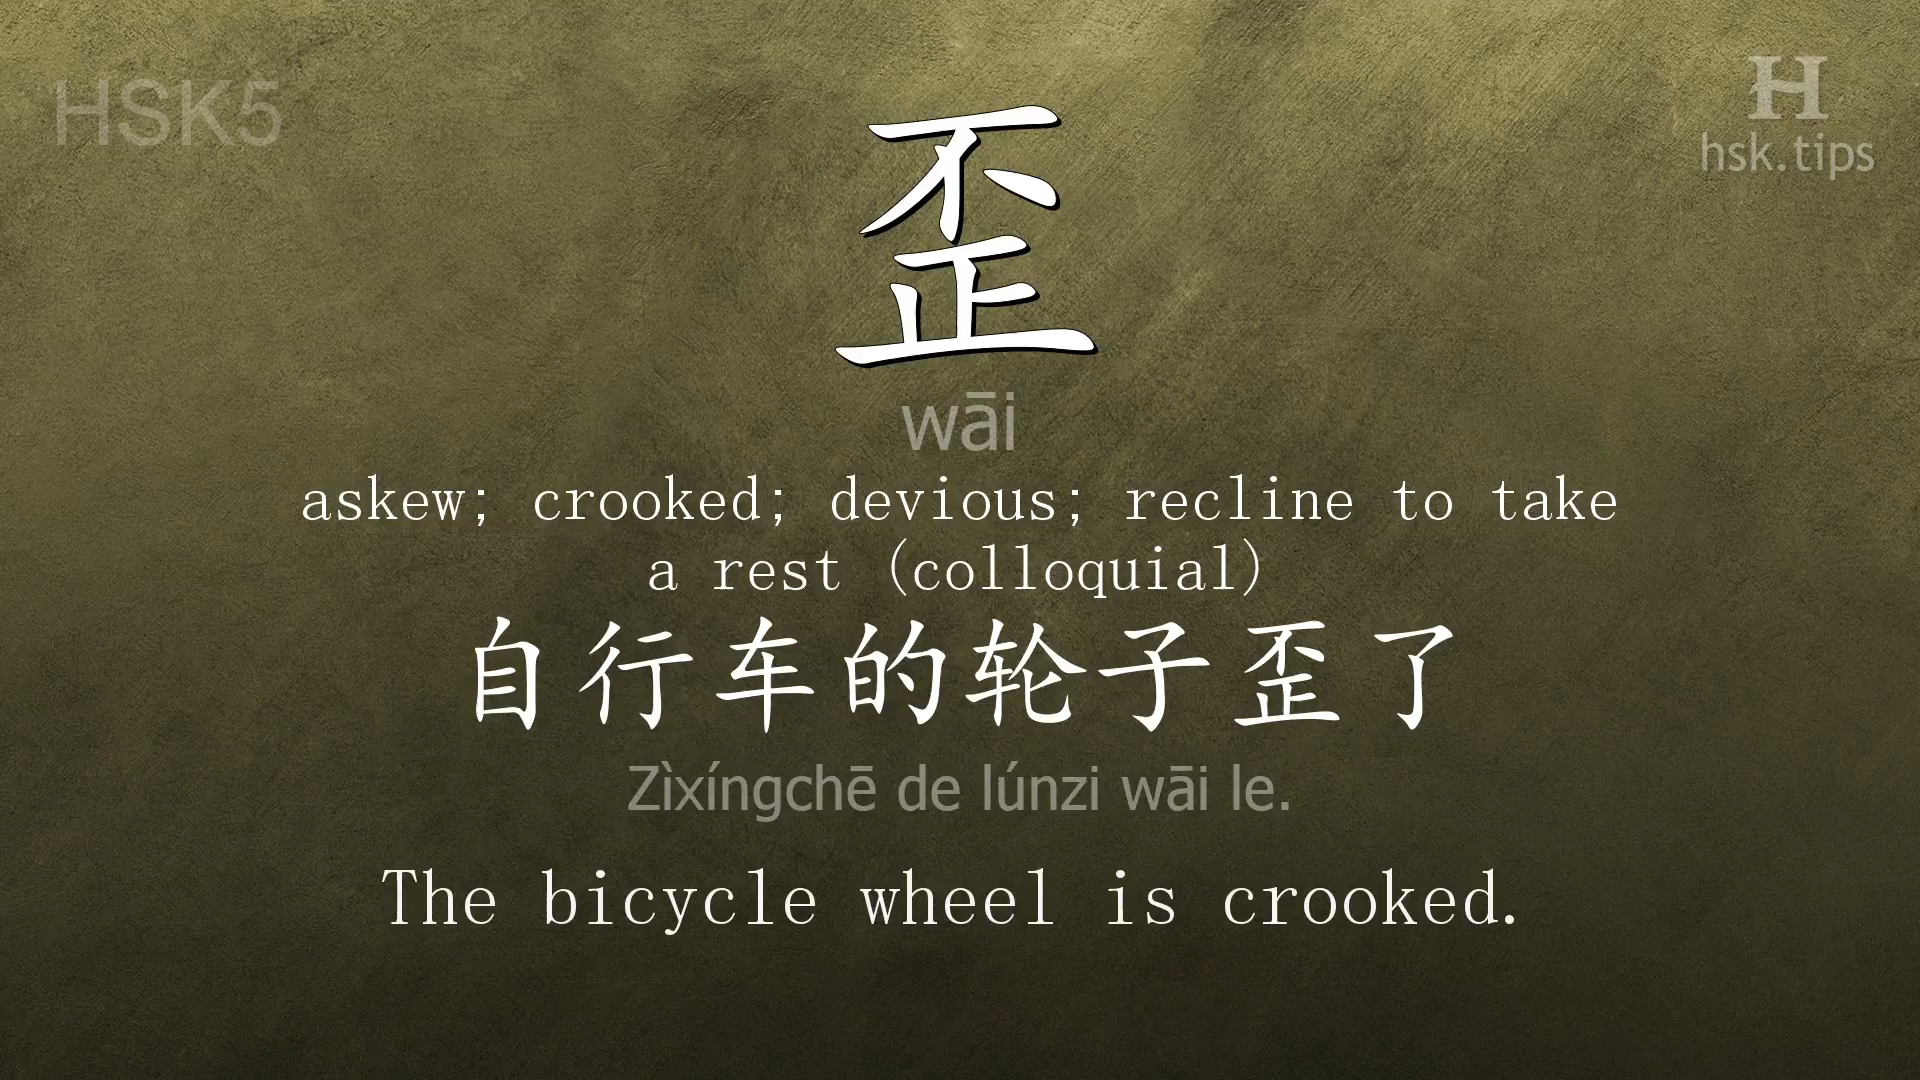 HSK5
H
hsk.tips
歪
wāi
askew; crooked; devious; recline to take
a rest (colloquial)
自行车的轮子歪了
Zìxíngchē de lúnzi wāi le.
The bicycle wheel is crooked.